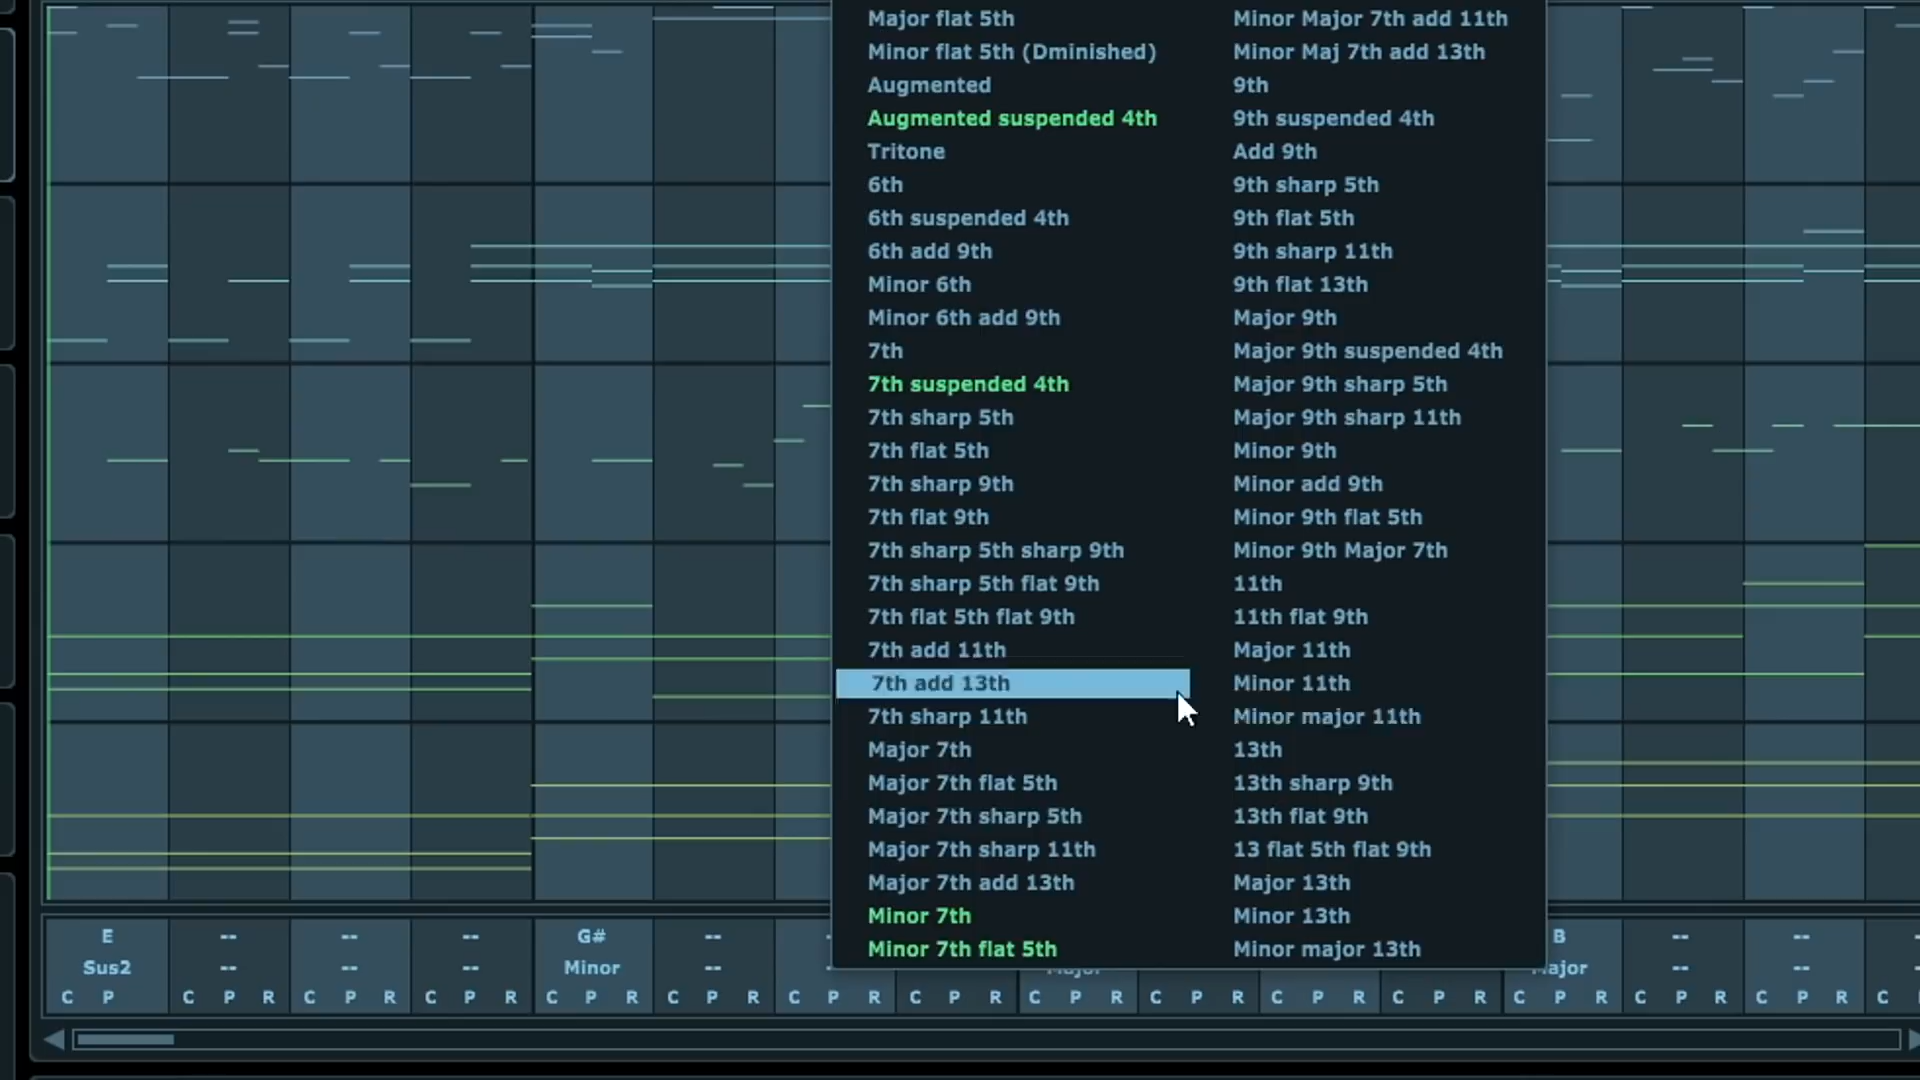 Major flat 5th
Minor flat 5th (Dminished)
Augmented
Augmented suspended 4th
Tritone
6th
6th suspended 4th
6th add 9th
Minor 6th
Minor 6th add 9th
7th
7th suspended 4th
7th sharp 5th
7th flat 5th
7th sharp 9th
7th flat 9th
7th sharp 5th sharp 9th
7th sharp 5th flat 9th
7th flat 5th flat 9th
7th add 11th
7th add 13th
7th sharp 11th
Major 7th
Major 7th flat 5th
Major 7th sharp 5th
Major 7th sharp 11th
Major 7th add 13th
Minor 7th
Minor 7th flat 5th
Minor Major 7th add 11th
Minor Maj 7th add 13th
9th
9th suspended 4th
Add 9th
9th sharp 5th
9th flat 5th
9th sharp 11th
9th flat 13th
Major 9th
Major 9th suspended 4th
Major 9th sharp 5th
Major 9th sharp 11th
Minor 9th
Minor add 9th
Minor 9th flat 5th
Minor 9th Major 7th
11th
11th flat 9th
Major 11th
Minor 11th
Minor major 11th
13th
13th sharp 9th
13th flat 9th
13 flat 5th flat 9th
Major 13th
Minor 13th
Minor major 13th
E -- -- -- G# -- - B -- -- -
Sus2 -- -- -- Minor -- - Major Major -- -- -
C P C P R C P R C P R C P R C P R C P R C P R C P R C P R C P R C P R C P R C P R C P R C